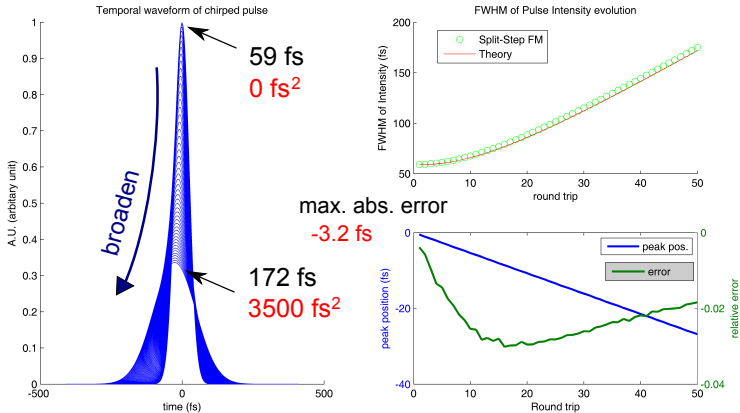 Temporal waveform of chirped pulse
1
0.9
0.8
0.7
0.6
0.5
0.4
0.3
0.2
0.1
0
A.U. (arbitary unit)
-500
0
500
time (fs)
broaden
59 fs
0 fs²
172 fs
3500 fs²
max. abs. error
-3.2 fs
FWHM of Pulse Intensity evolution
200
150
100
50
FWHM of Intensity (fs)
Split-Step FM
Theory
0
10
20
30
40
50
round trip
0
-20
-40
peak position (fs)
peak pos.
error
0
-0.02
-0.04
relative error
0
10
20
30
40
50
Round trip